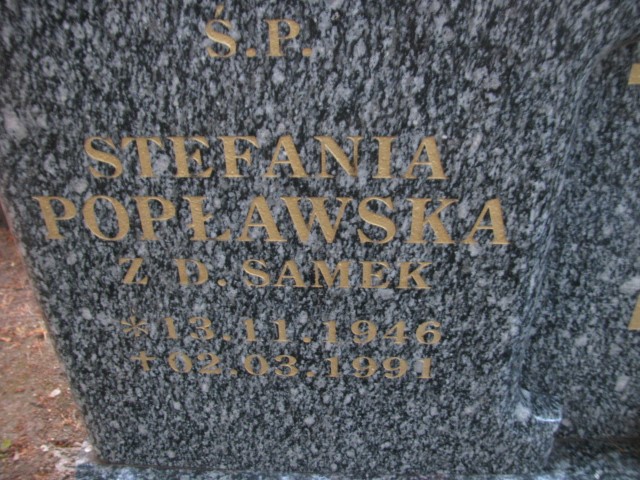 Ś.P.
STEFANIA
POPŁAWSKA
Z D. SAMEK
* 13.11.1946
† 02.03.1991